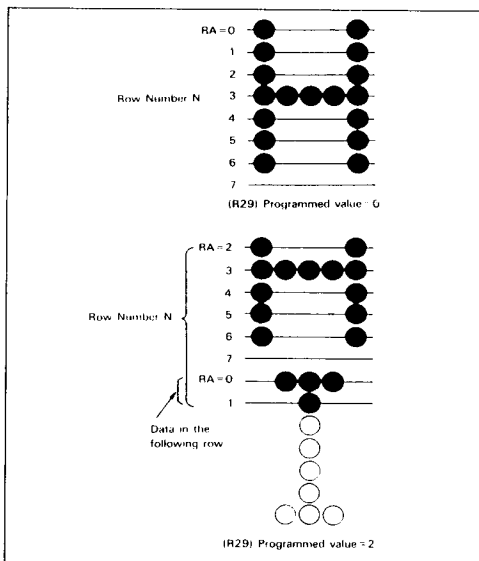 RA=0
1
2
Row Number N 3
4
5
6
7
(R29) Programmed value=0
RA=2
3
4
5
Row Number N
6
7
RA=0
1
Data in the
following row
(R29) Programmed value=2